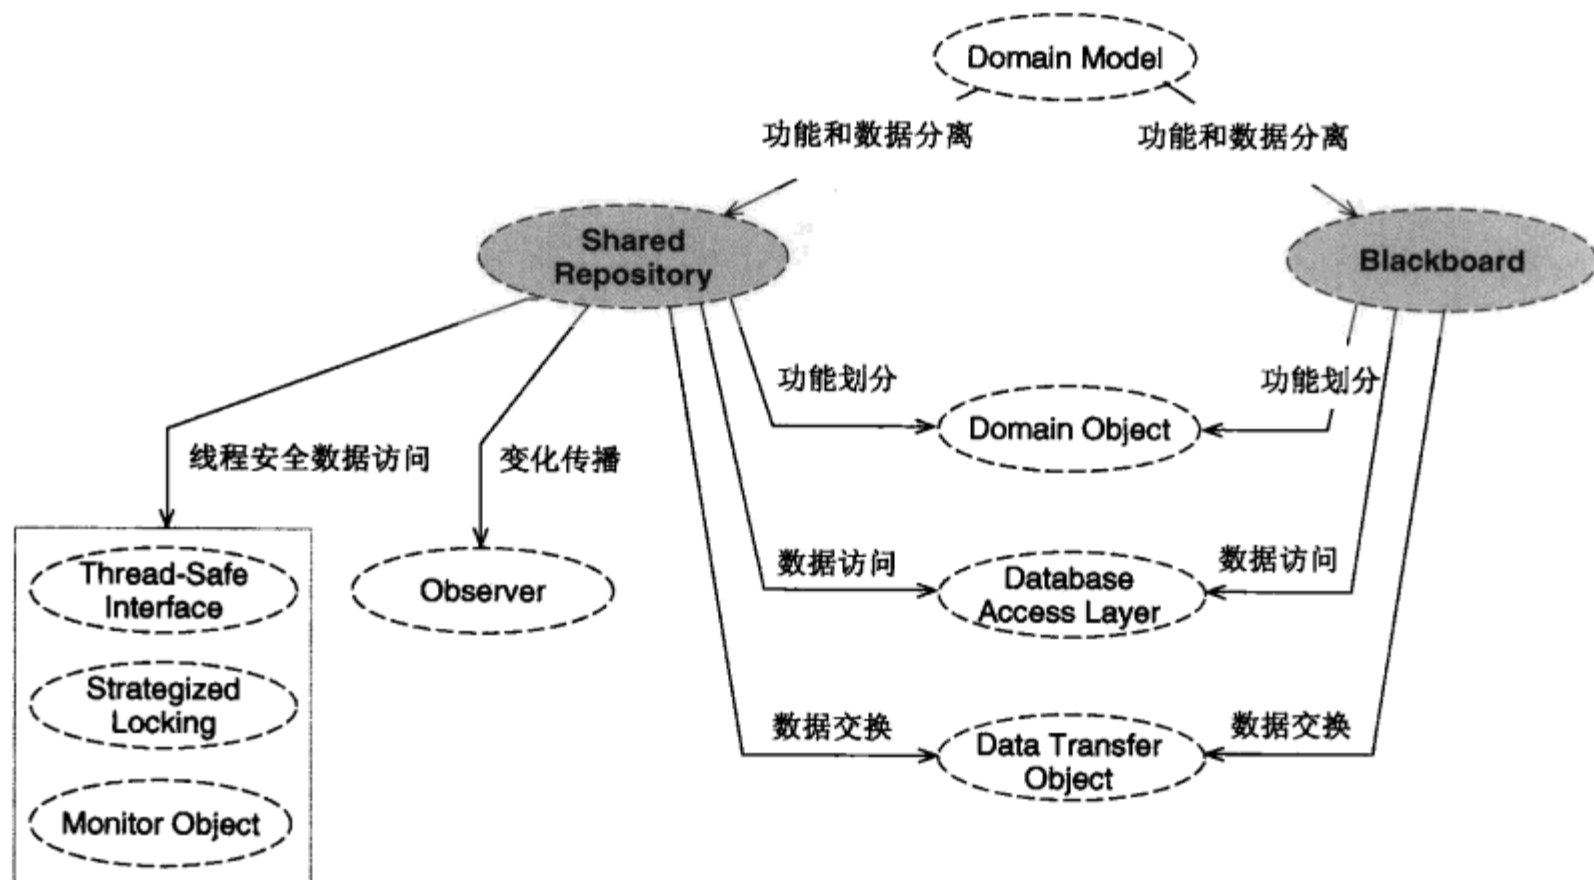 Domain Model
功能和数据分离
功能和数据分离
Shared
Repository
Blackboard
功能划分
功能划分
Domain Object
线程安全数据访问
变化传播
Thread-Safe
Interface
Observer
数据访问
数据访问
Database
Access Layer
Strategized
Locking
数据交换
数据交换
Data Transfer
Object
Monitor Object